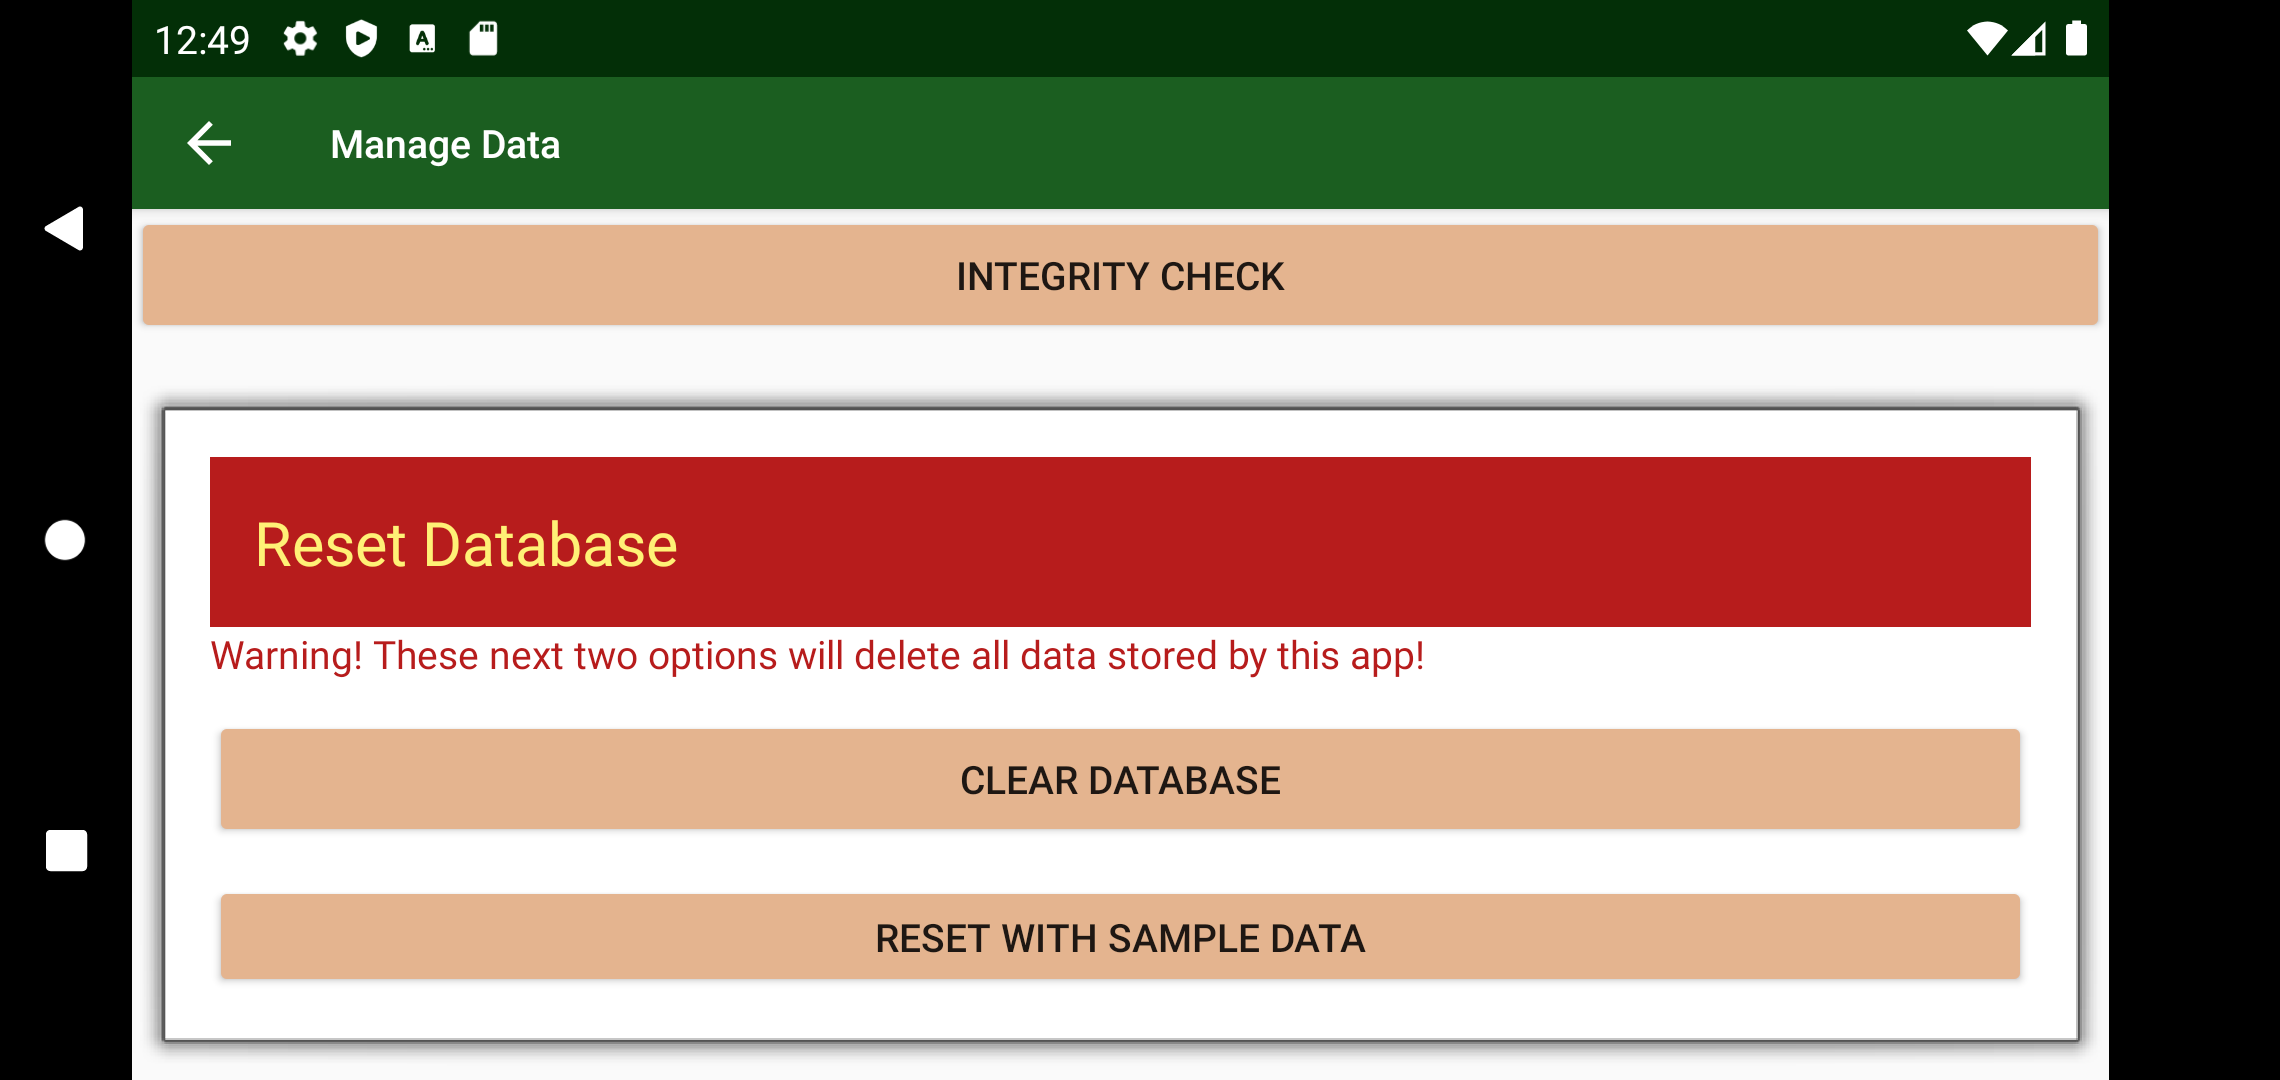 12:49
Manage Data
INTEGRITY CHECK
Reset Database
Warning! These next two options will delete all data stored by this app!
CLEAR DATABASE
RESET WITH SAMPLE DATA